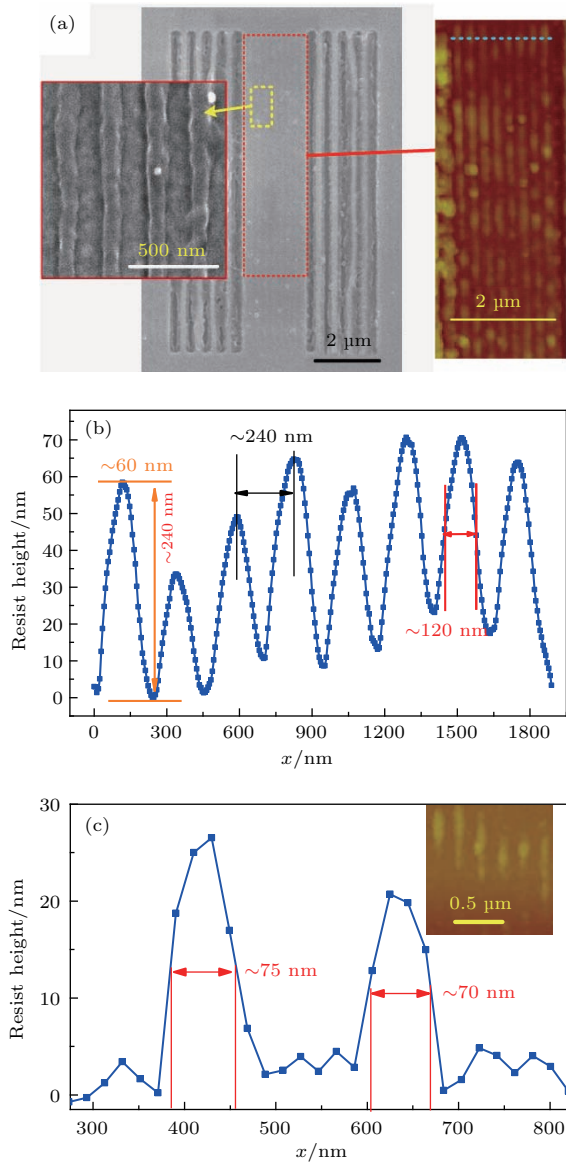 (a)
500 nm
2 µm
2 µm
(b)
~240 nm
~60 nm
~240 nm
~120 nm
Resist height/nm
70
60
50
40
30
20
10
0
0 300 600 900 1200 1500 1800
x/nm
(c)
0.5 µm
~75 nm
~70 nm
Resist height/nm
30
20
10
0
300 400 500 600 700 800
x/nm